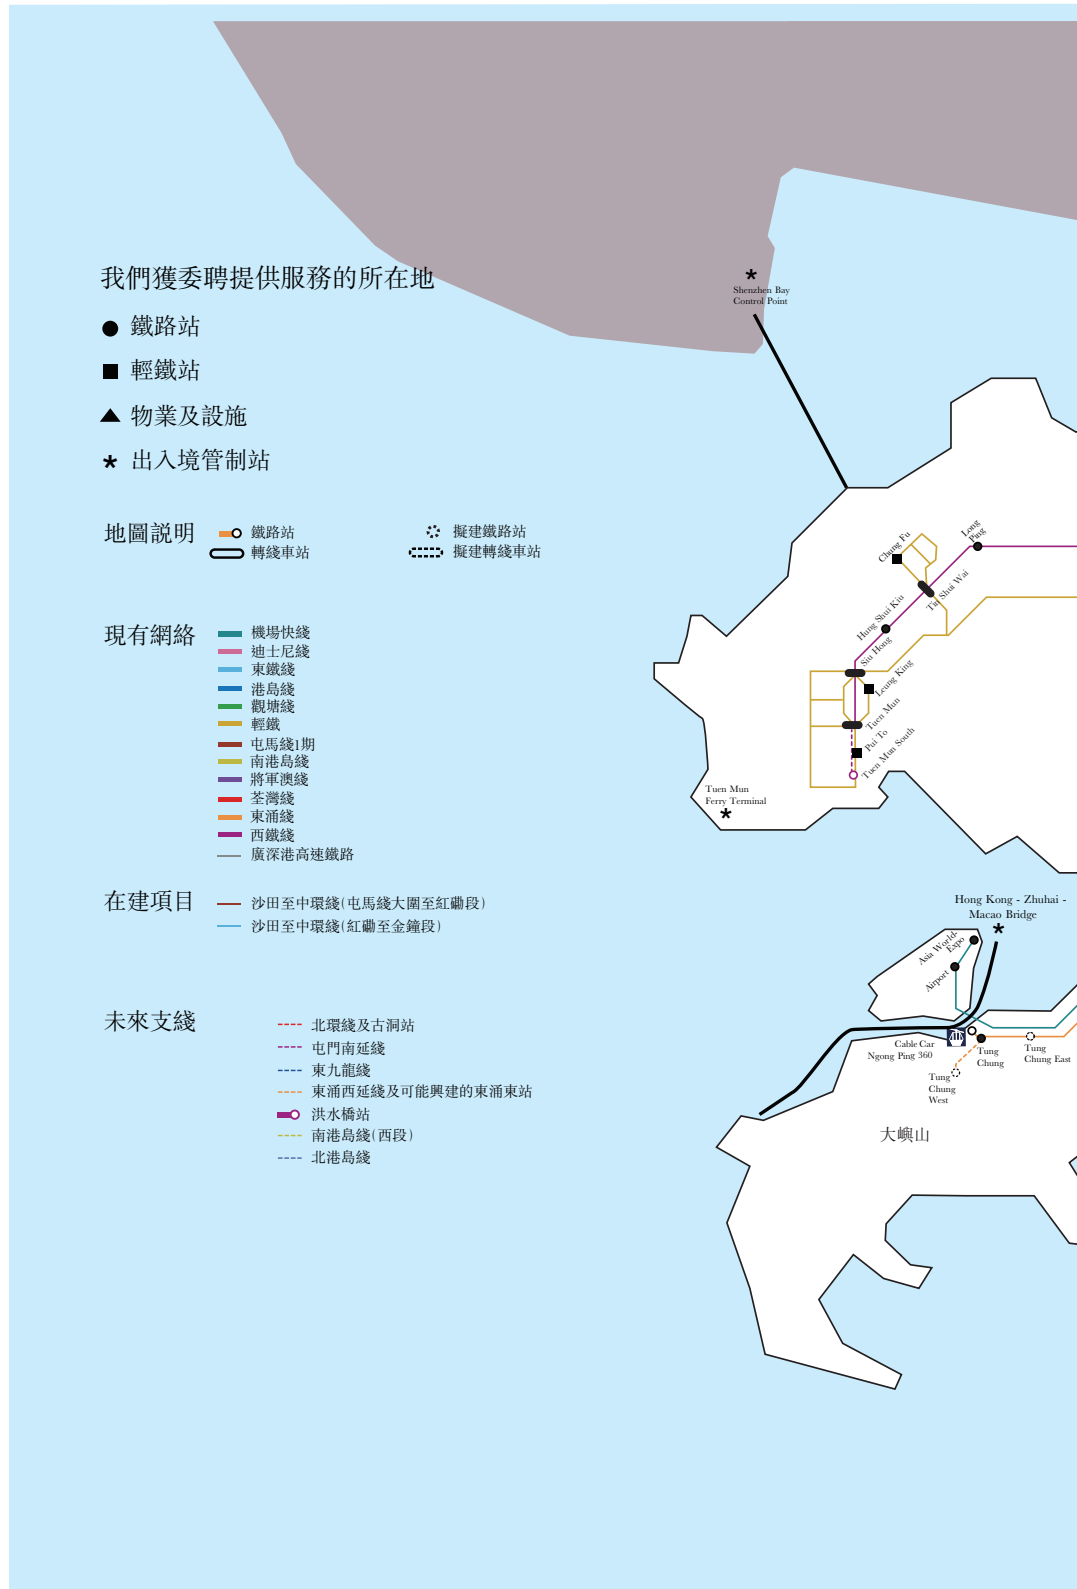 我們獲委聘提供服務的所在地
鐵路站
輕鐵站
物業及設施
出入境管制站
地圖説明
鐵路站
擬建鐵路站
轉綫車站
擬建轉綫車站
現有網絡
機場快綫
迪士尼綫
東鐵綫
港島綫
觀塘綫
輕鐵
屯馬綫1期
南港島綫
將軍澳綫
荃灣綫
東涌綫
西鐵綫
廣深港高速鐵路
在建項目
沙田至中環綫(屯馬綫大圍至紅磡段)
沙田至中環綫(紅磡至金鐘段)
未來支綫
北環綫及古洞站
屯門南延綫
東九龍綫
東涌西延綫及可能興建的東涌東站
洪水橋站
南港島綫(西段)
北港島綫
Shenzhen Bay
Control Point
Long
Ping
Chung Fu
Tin Shui Wai
Hung Shui Kiu
Siu Hong
Leung King
Tuen Mun
Pui To
Tuen Mun South
Tuen Mun
Ferry Terminal
Hong Kong - Zhuhai -
Macao Bridge
Asia World-
Expo
Airport
Cable Car
Ngong Ping 360
Tung
Chung
Tung
Chung East
Tung
Chung
West
大嶼山